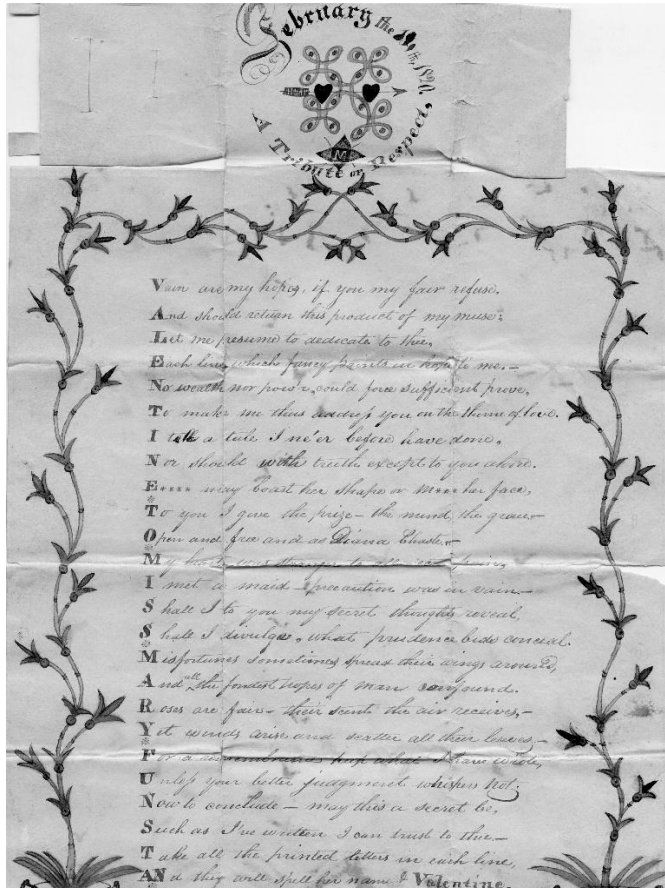 February the 14th, 1820.
M
A Tribute of Respect,
Vain are my hopes, if you my fair refuse,
And should return this product of my muse;
Let me presume to dedicate to thee,
Each line, which fancy paints in hope to me,—
No wealth nor pow'r, could force sufficient prove,
To make me thus address you on the theme of love.
I tell a tale I ne'er before have done,
Nor should with truth except to you alone.
E.... may boast her shape or M... her face,
To you I give the prize — the mind the grace,—
Open and free and as Diana Chaste,—
My
I met a maid — precaution was in vain—
Shall I to you my secret thoughts reveal,
Shall I divulge, what prudence bids conceal.
Misfortunes sometimes spread their wings around,
And all the fondest hopes of man confound.
Roses are fair — their scent the air receives,—
Yet winds arise and scatter all their leaves,—
For a what I have wrote,
Unless your better judgment whispers not;
Now to conclude — may this a secret be,
Such as I've written I can trust to thee—
Take all the printed letters in each line,
ANd they will spell her name & Valentine.